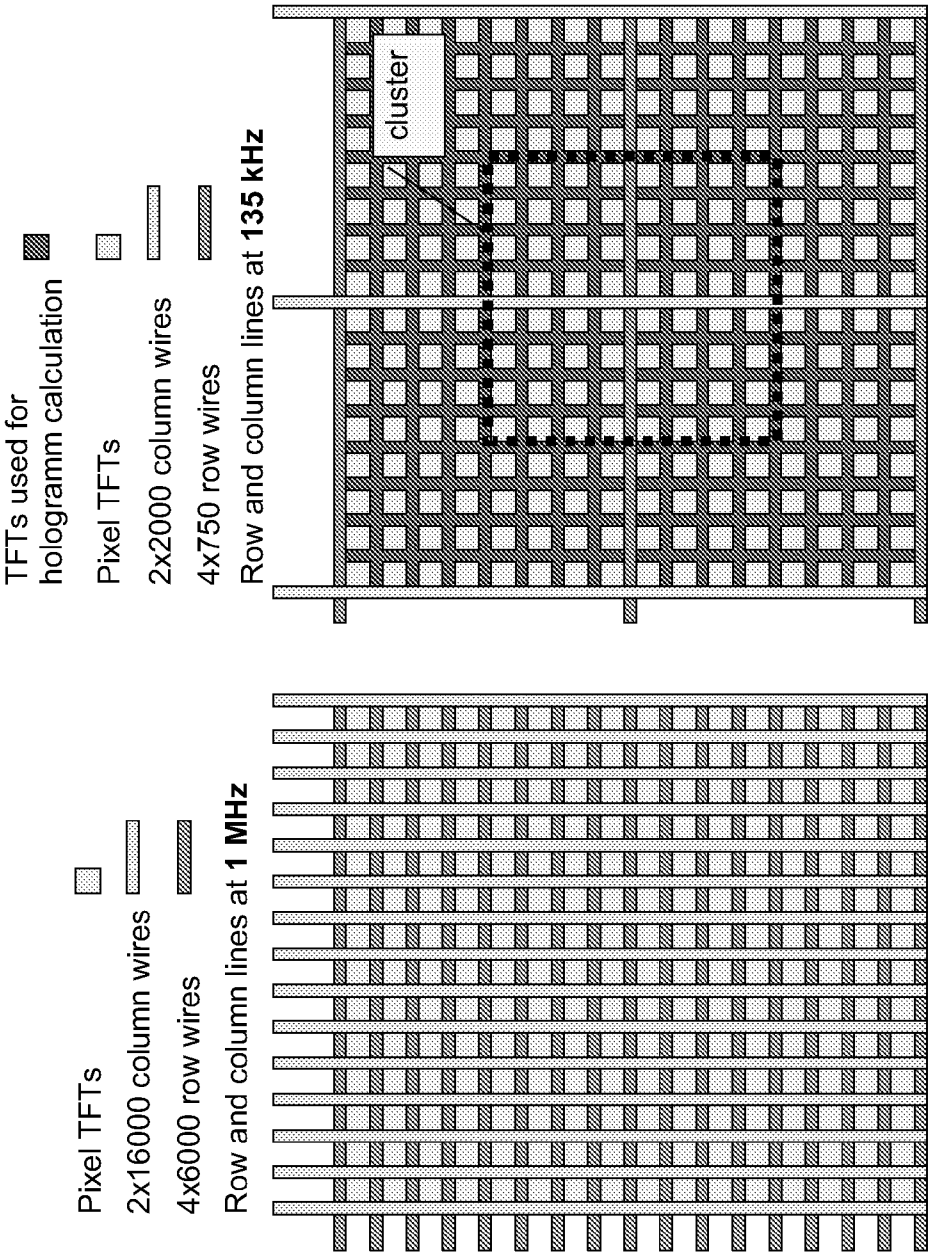 Pixel TFTs
2x16000 column wires
4x6000 row wires
Row and column lines at 1 MHz
TFTs used for
hologramm calculation
Pixel TFTs
2x2000 column wires
4x750 row wires
Row and column lines at 135 kHz
cluster